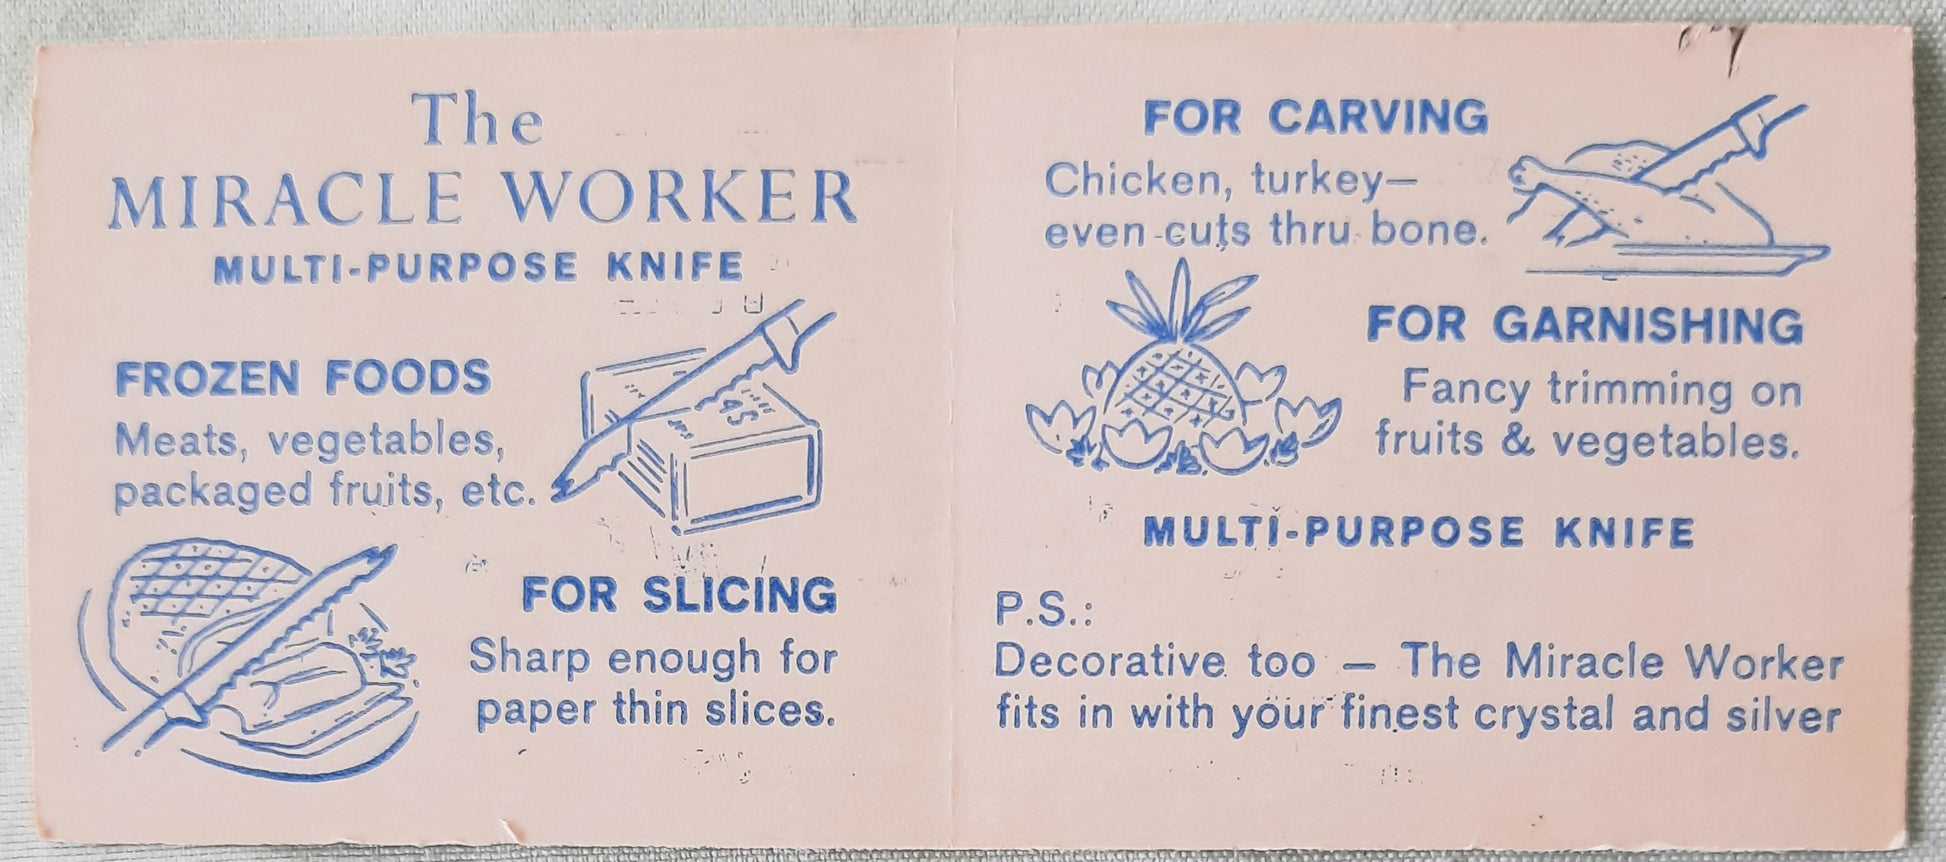 The
MIRACLE WORKER
MULTI-PURPOSE KNIFE
FROZEN FOODS
Meats, vegetables,
packaged fruits, etc.
FOR SLICING
Sharp enough for
paper thin slices.
FOR CARVING
Chicken, turkey—
even cuts thru bone.
FOR GARNISHING
Fancy trimming on
fruits & vegetables.
MULTI-PURPOSE KNIFE
P.S.:
Decorative too — The Miracle Worker
fits in with your finest crystal and silver